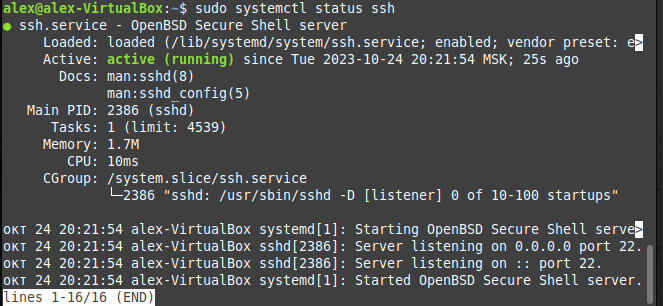 alex@alex-VirtualBox:~$ sudo systemctl status ssh
● ssh.service - OpenBSD Secure Shell server
     Loaded: loaded (/lib/systemd/system/ssh.service; enabled; vendor preset: e>
     Active: active (running) since Tue 2023-10-24 20:21:54 MSK; 25s ago
       Docs: man:sshd(8)
             man:sshd_config(5)
   Main PID: 2386 (sshd)
      Tasks: 1 (limit: 4539)
     Memory: 1.7M
        CPU: 10ms
     CGroup: /system.slice/ssh.service
             └─2386 "sshd: /usr/sbin/sshd -D [listener] 0 of 10-100 startups"
окт 24 20:21:54 alex-VirtualBox systemd[1]: Starting OpenBSD Secure Shell serve>
окт 24 20:21:54 alex-VirtualBox sshd[2386]: Server listening on 0.0.0.0 port 22.
окт 24 20:21:54 alex-VirtualBox sshd[2386]: Server listening on :: port 22.
окт 24 20:21:54 alex-VirtualBox systemd[1]: Started OpenBSD Secure Shell server.
lines 1-16/16 (END)